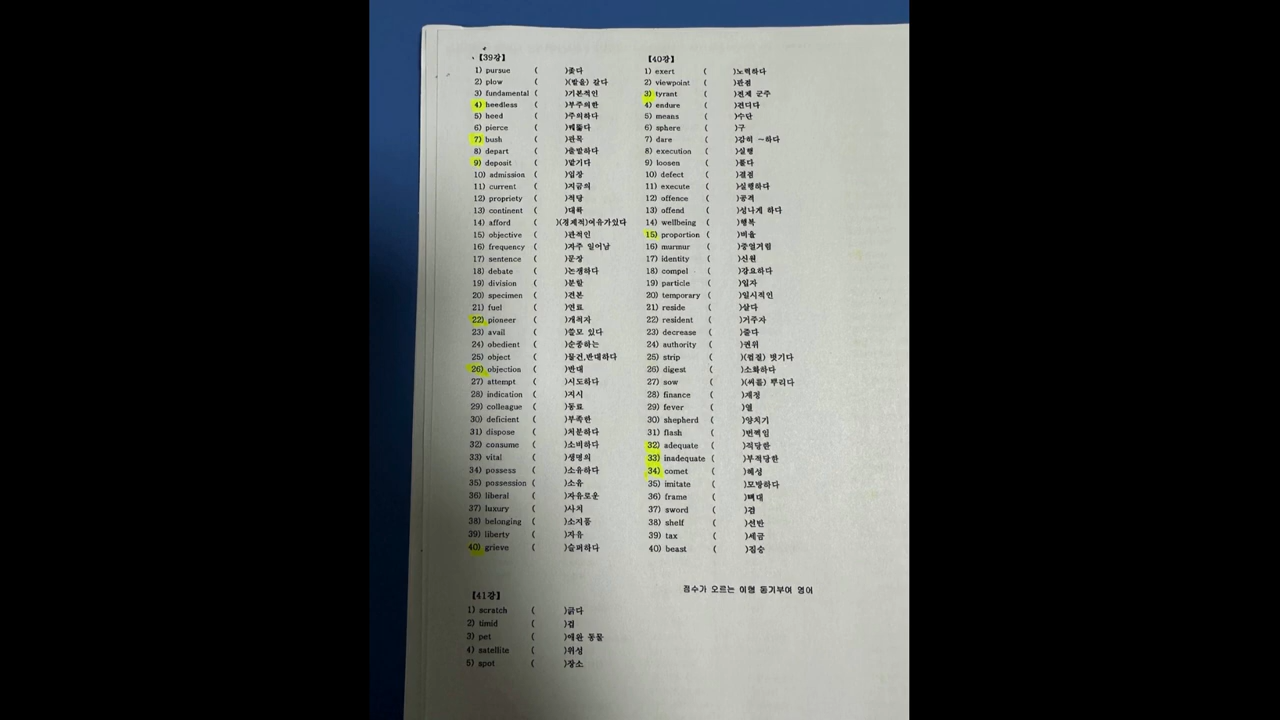 【39강】
1) pursue ( )좇다
2) plow ( )(밭을) 갈다
3) fundamental ( )기본적인
4) heedless ( )부주의한
5) heed ( )주의하다
6) pierce ( )꿰뚫다
7) bush ( )관목
8) depart ( )출발하다
9) deposit ( )맡기다
10) admission ( )입장
11) current ( )지금의
12) propriety ( )적당
13) continent ( )대륙
14) afford ( )(경제적)여유가있다
15) objective ( )관적인
16) frequency ( )자주 일어남
17) sentence ( )문장
18) debate ( )논쟁하다
19) division ( )분할
20) specimen ( )견본
21) fuel ( )연료
22) pioneer ( )개척자
23) avail ( )쓸모 있다
24) obedient ( )순종하는
25) object ( )물건,반대하다
26) objection ( )반대
27) attempt ( )시도하다
28) indication ( )지시
29) colleague ( )동료
30) deficient ( )부족한
31) dispose ( )처분하다
32) consume ( )소비하다
33) vital ( )생명의
34) possess ( )소유하다
35) possession ( )소유
36) liberal ( )자유로운
37) luxury ( )사치
38) belonging ( )소지품
39) liberty ( )자유
40) grieve ( )슬퍼하다
【40강】
1) exert ( )노력하다
2) viewpoint ( )관점
3) tyrant ( )전제 군주
4) endure ( )견디다
5) means ( )수단
6) sphere ( )구
7) dare ( )감히 ~하다
8) execution ( )실행
9) loosen ( )풀다
10) defect ( )결점
11) execute ( )실행하다
12) offence ( )공격
13) offend ( )성나게 하다
14) wellbeing ( )행복
15) proportion ( )비율
16) murmur ( )중얼거림
17) identity ( )신원
18) compel ( )강요하다
19) particle ( )입자
20) temporary ( )일시적인
21) reside ( )살다
22) resident ( )거주자
23) decrease ( )줄다
24) authority ( )권위
25) strip ( )(껍질) 벗기다
26) digest ( )소화하다
27) sow ( )(씨를) 뿌리다
28) finance ( )재정
29) fever ( )열
30) shepherd ( )양치기
31) flash ( )번쩍임
32) adequate ( )적당한
33) inadequate ( )부적당한
34) comet ( )혜성
35) imitate ( )모방하다
36) frame ( )뼈대
37) sword ( )검
38) shelf ( )선반
39) tax ( )세금
40) beast ( )짐승
점수가 오르는 이형 동기부여 영어
【41강】
1) scratch ( )긁다
2) timid ( )겁
3) pet ( )애완 동물
4) satellite ( )위성
5) spot ( )장소